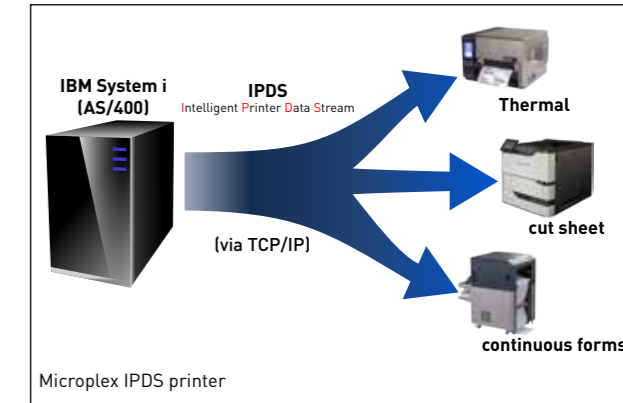 IBM System i
(AS/400)
IPDS
Intelligent Printer Data Stream
(via TCP/IP)
Thermal
cut sheet
continuous forms
Microplex IPDS printer